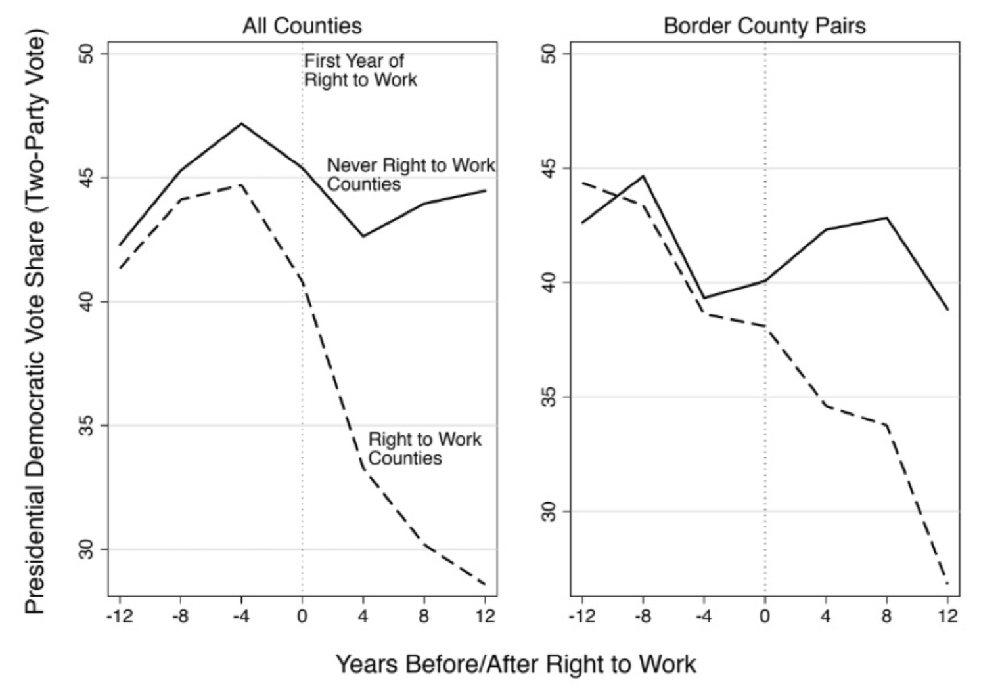 All Counties
Border County Pairs
Presidential Democratic Vote Share (Two-Party Vote)
50
45
40
35
30
First Year of
Right to Work
Never Right to Work
Counties
Right to Work
Counties
-12 -8 -4 0 4 8 12
50
45
40
35
30
-12 -8 -4 0 4 8 12
Years Before/After Right to Work